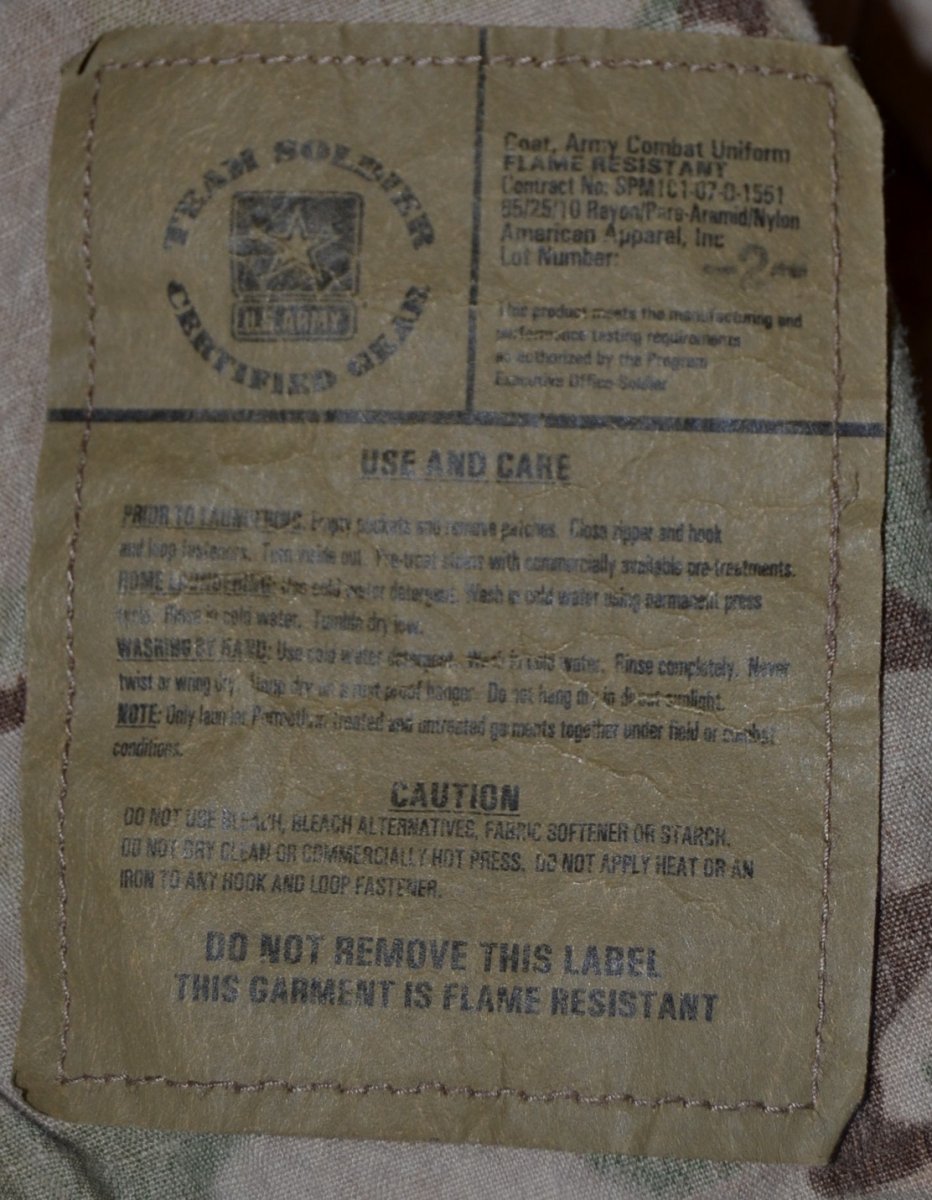 TEAM SOLDIER
CERTIFIED GEAR
U.S. ARMY
Coat, Army Combat Uniform
FLAME RESISTANT
Contract No: SPM1C1-07-D-1551
65/25/10 Rayon/Para-Aramid/Nylon
American Apparel, Inc
Lot Number:
This product meets the manufacturing and
performance testing requirements
as authorized by the Program
Executive Office-Soldier
USE AND CARE
PRIOR TO LAUNDERING: Empty pockets and remove patches. Close zipper and hook
and loop fasteners. Turn inside out. Pre-treat stains with commercially available pre-treatments.
HOME LAUNDERING: Use cold water detergent. Wash in cold water using permanent press
cycle. Rinse in cold water. Tumble dry low.
WASHING BY HAND: Use cold water detergent. Wash in cold water. Rinse completely. Never
twist or wring dry. Hang dry on a rust proof hanger. Do not hang dry in direct sunlight.
NOTE: Only launder Permethrin treated and untreated garments together under field or combat
conditions.
CAUTION
DO NOT USE BLEACH, BLEACH ALTERNATIVES, FABRIC SOFTENER OR STARCH.
DO NOT DRY CLEAN OR COMMERCIALLY HOT PRESS. DO NOT APPLY HEAT OR AN
IRON TO ANY HOOK AND LOOP FASTENER.
DO NOT REMOVE THIS LABEL
THIS GARMENT IS FLAME RESISTANT